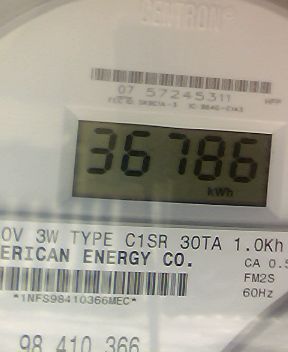 CENTRON®
07 57245311
36786
kWh
0V 3W TYPE C1SR 30TA 1.0Kh
ERICAN ENERGY CO.
CA 0.5
FM2S
60Hz
*1NFS98410366MEC*
98 410 366